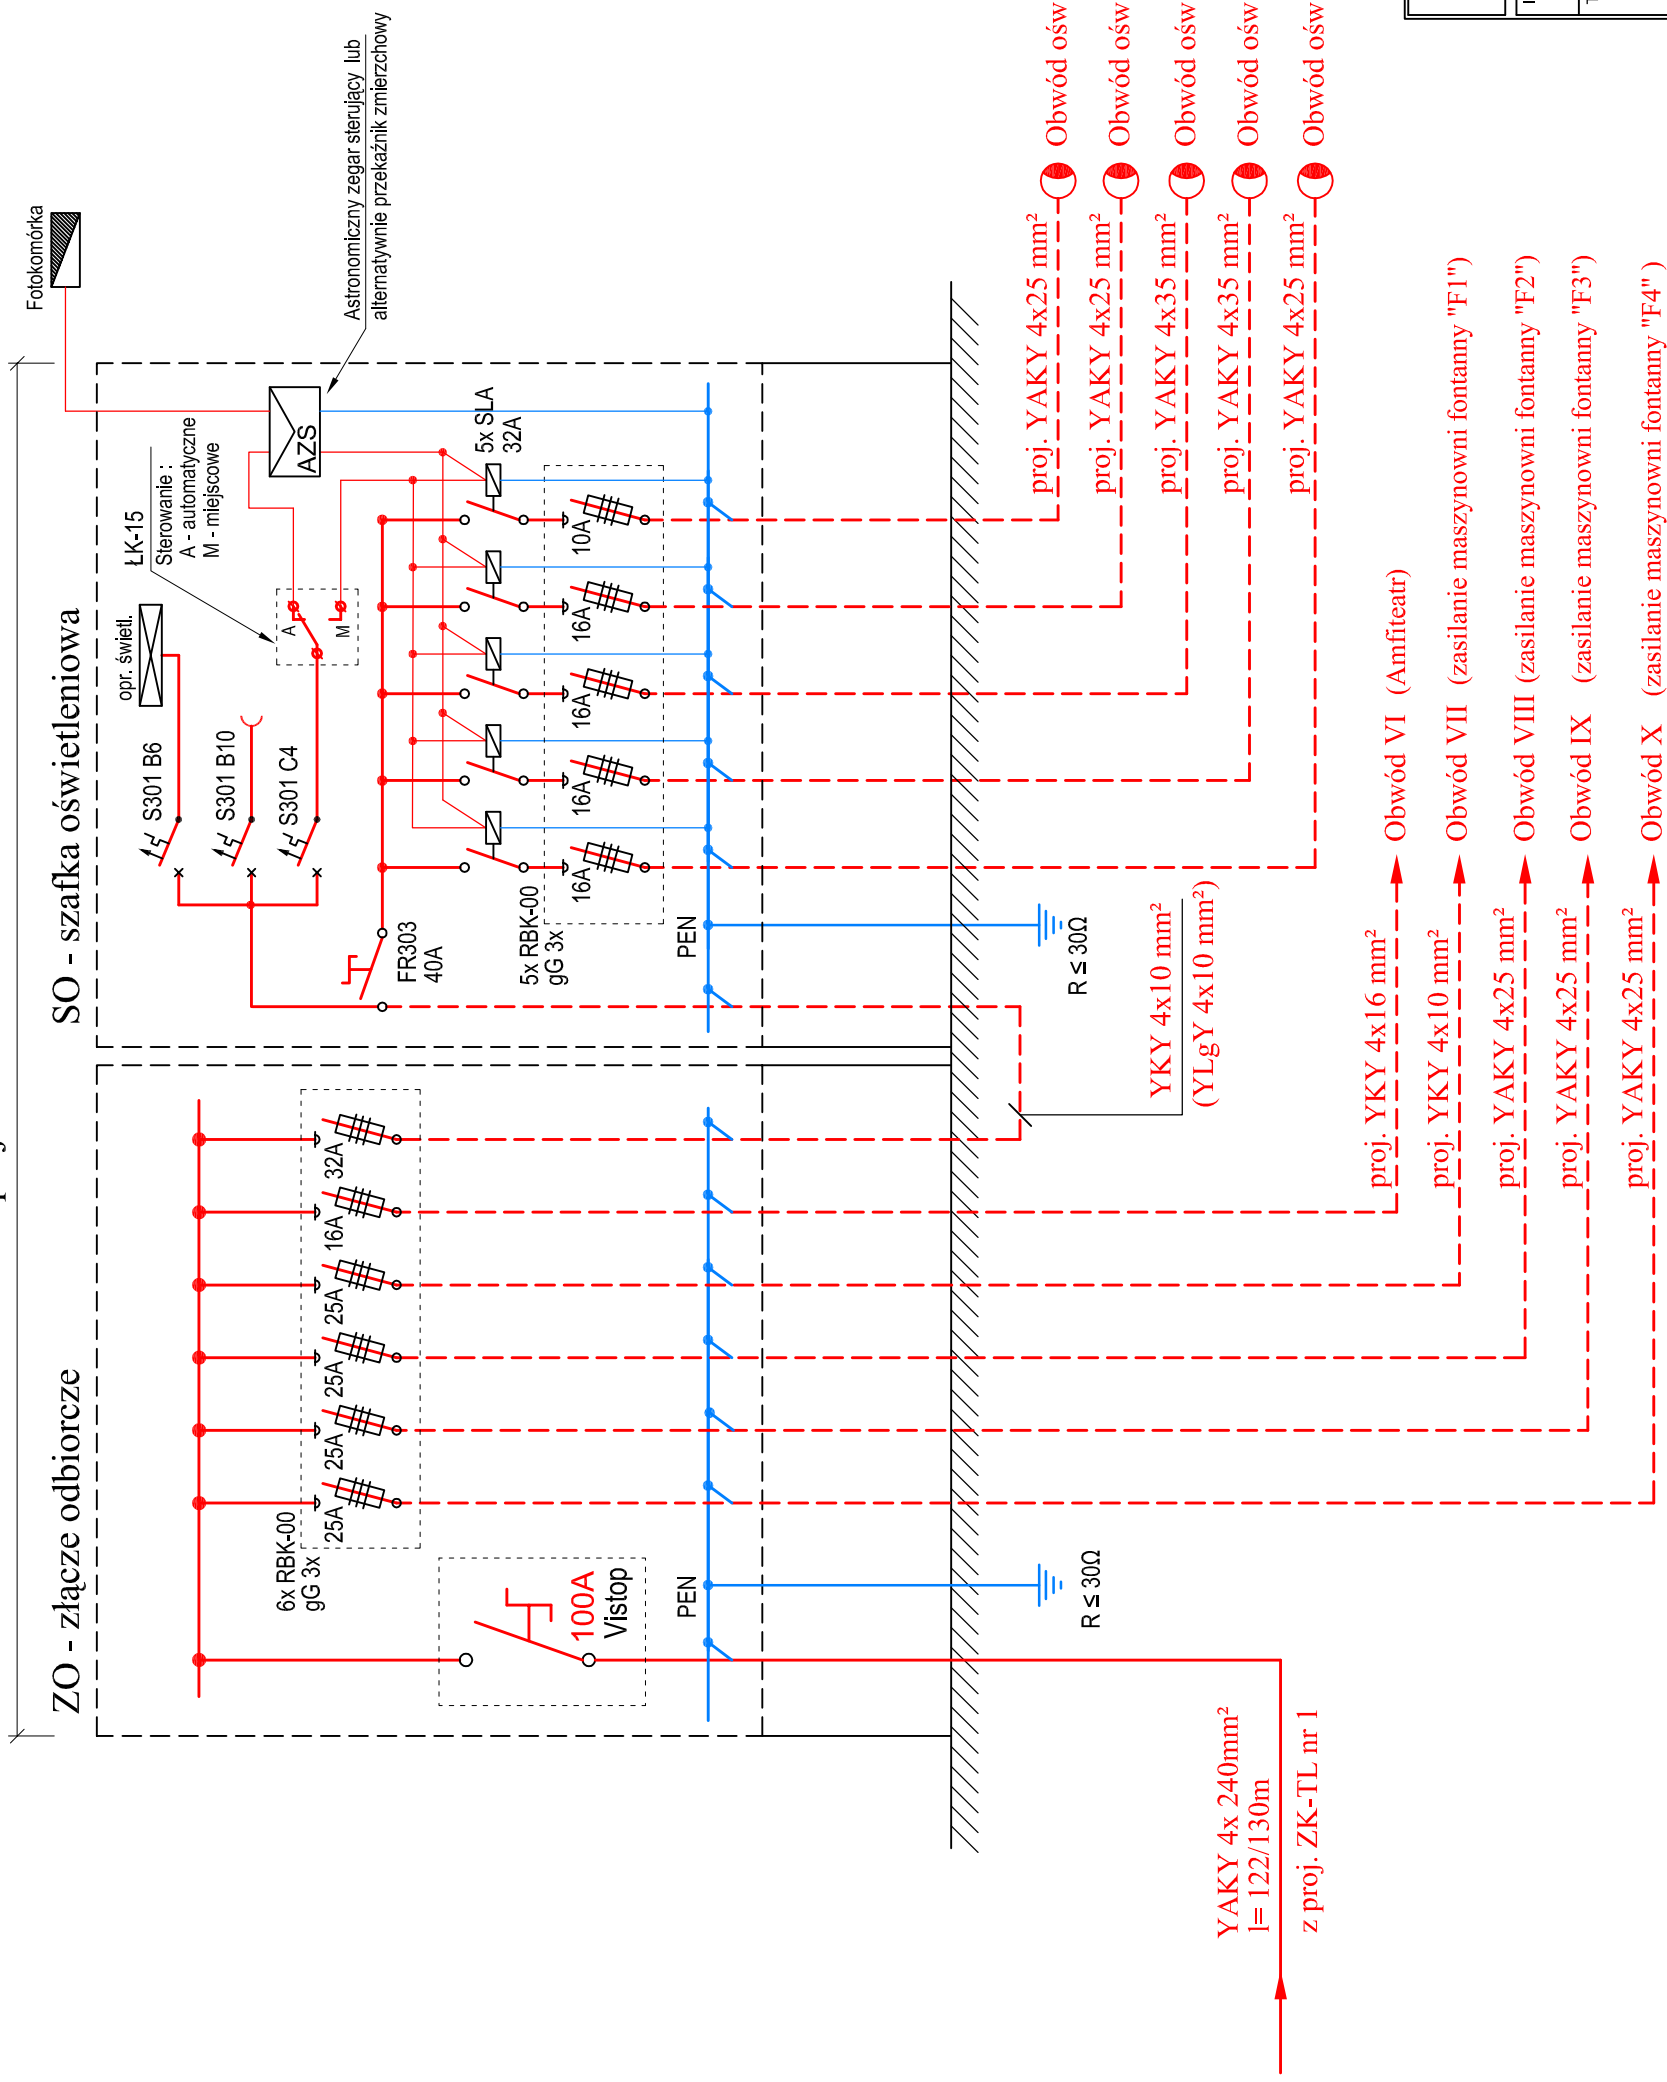 ZO - złącze odbiorcze
6x RBK-00
gG 3x
25A
25A
25A
25A
16A
32A
100A
Vistop
PEN
R ≤ 30Ω
YAKY 4x 240mm²
l= 122/130m
z proj. ZK-TL nr 1
SO - szafka oświetleniowa
Fotokomórka
Astronomiczny zegar sterujący lub
alternatywnie przekaźnik zmierzchowy
ŁK-15
Sterowanie :
A - automatyczne
M - miejscowe
opr. świetl.
S301 B6
S301 B10
S301 C4
A
M
AZS
FR303
40A
5x SLA
32A
5x RBK-00
gG 3x
16A
16A
16A
16A
10A
PEN
R ≤ 30Ω
YKY 4x10 mm²
(YLgY 4x10 mm²)
proj. YAKY 4x25 mm² Obwód ośw
proj. YAKY 4x25 mm² Obwód ośw
proj. YAKY 4x35 mm² Obwód ośw
proj. YAKY 4x35 mm² Obwód ośw
proj. YAKY 4x25 mm² Obwód ośw
proj. YKY 4x16 mm² Obwód VI (Amfiteatr)
proj. YKY 4x10 mm² Obwód VII (zasilanie maszynowni fontanny "F1")
proj. YAKY 4x25 mm² Obwód VIII (zasilanie maszynowni fontanny "F2")
proj. YAKY 4x25 mm² Obwód IX (zasilanie maszynowni fontanny "F3")
proj. YAKY 4x25 mm² Obwód X (zasilanie maszynowni fontanny "F4" )